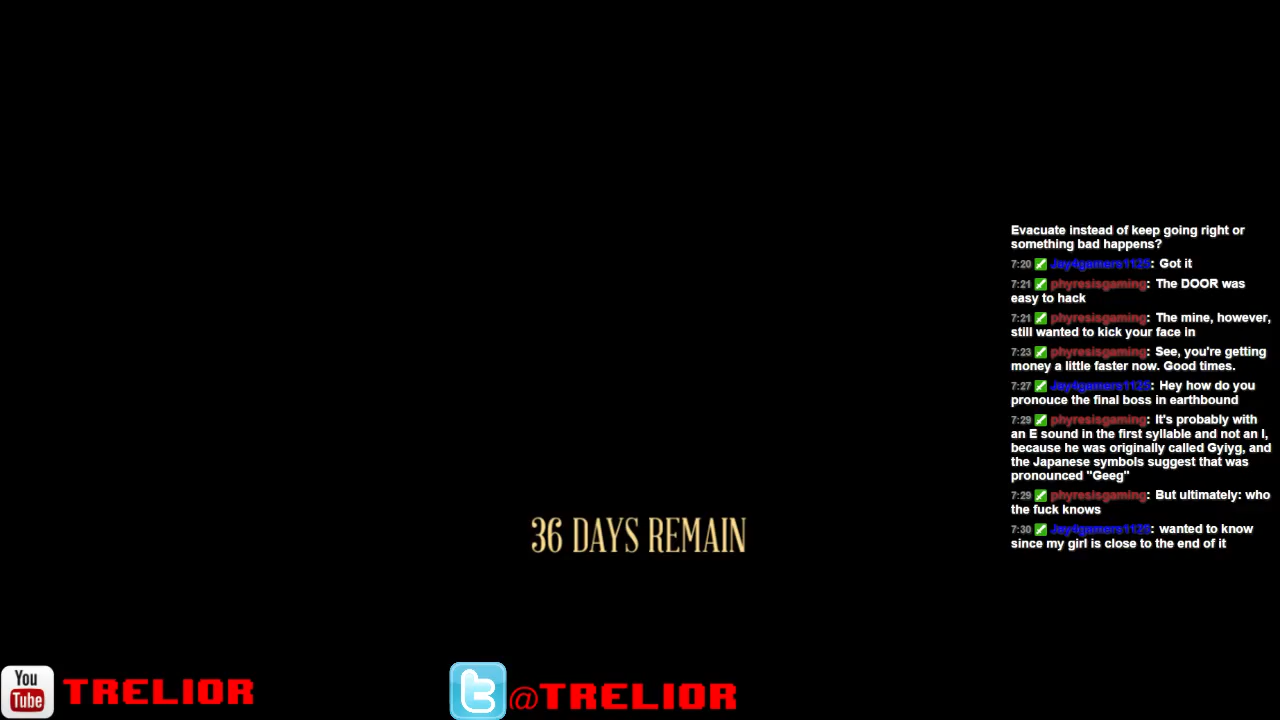 Evacuate instead of keep going right or
something bad happens?
7:20 Jay4gamers1125: Got it
7:21 phyresisgaming: The DOOR was
easy to hack
7:21 phyresisgaming: The mine, however,
still wanted to kick your face in
7:23 phyresisgaming: See, you're getting
money a little faster now. Good times.
7:27 Jay4gamers1125: Hey how do you
pronouce the final boss in earthbound
7:29 phyresisgaming: It's probably with
an E sound in the first syllable and not an I,
because he was originally called Gyiyg, and
the Japanese symbols suggest that was
pronounced "Geeg"
7:29 phyresisgaming: But ultimately: who
the fuck knows
7:30 Jay4gamers1125: wanted to know
since my girl is close to the end of it
36 DAYS REMAIN
You
Tube
TRELIOR
@TRELIOR